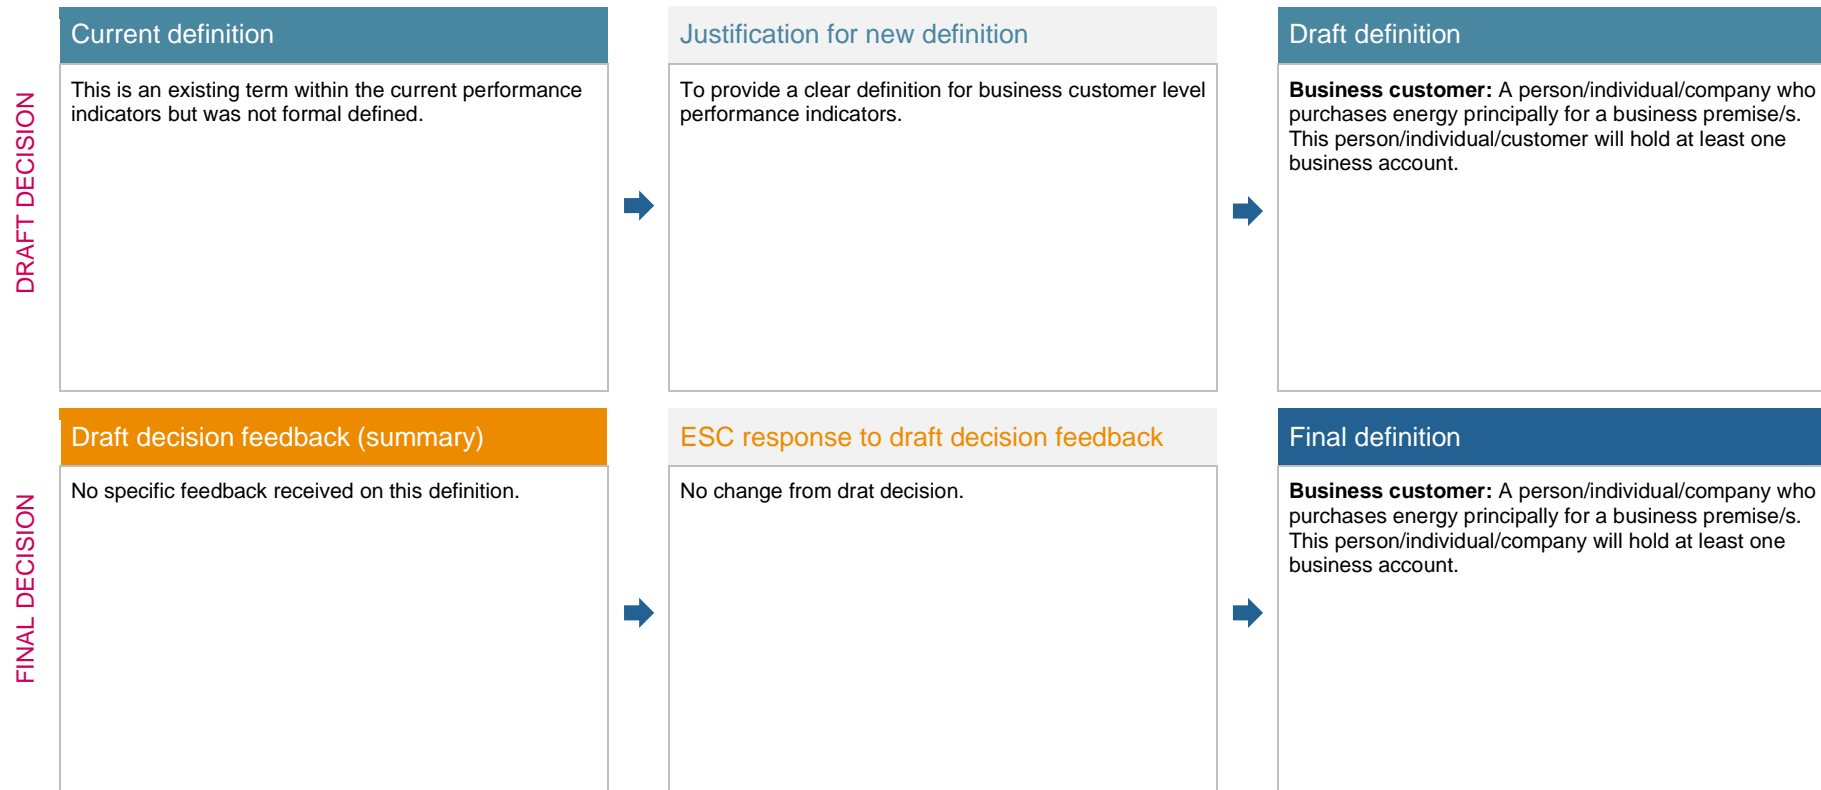 DRAFT DECISION
Current definition
This is an existing term within the current performance
indicators but was not formal defined.
Justification for new definition
To provide a clear definition for business customer level
performance indicators.
Draft definition
Business customer: A person/individual/company who
purchases energy principally for a business premise/s.
This person/individual/customer will hold at least one
business account.
FINAL DECISION
Draft decision feedback (summary)
No specific feedback received on this definition.
ESC response to draft decision feedback
No change from drat decision.
Final definition
Business customer: A person/individual/company who
purchases energy principally for a business premise/s.
This person/individual/company will hold at least one
business account.